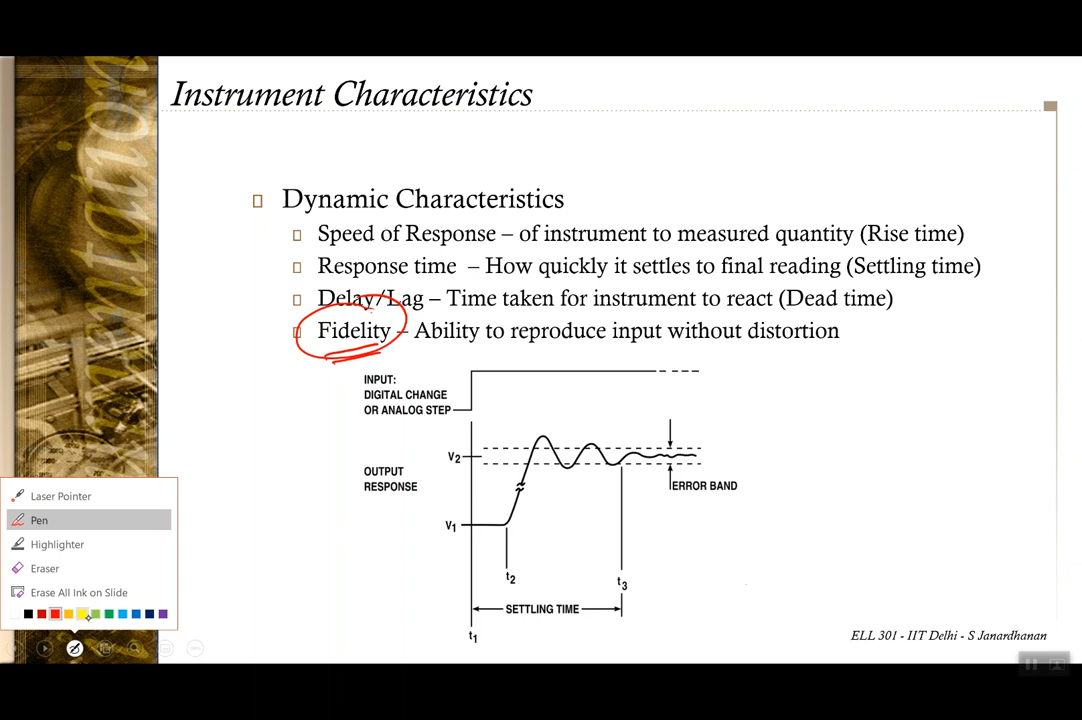 Instrument Characteristics
Dynamic Characteristics
Speed of Response – of instrument to measured quantity (Rise time)
Response time – How quickly it settles to final reading (Settling time)
Delay/Lag – Time taken for instrument to react (Dead time)
Fidelity – Ability to reproduce input without distortion
INPUT:
DIGITAL CHANGE
OR ANALOG STEP
V2
OUTPUT
RESPONSE
ERROR BAND
V1
t2
t3
SETTLING TIME
t1
ELL 301 - IIT Delhi - S Janardhanan
ntation
Laser Pointer
Pen
Highlighter
Eraser
Erase All Ink on Slide